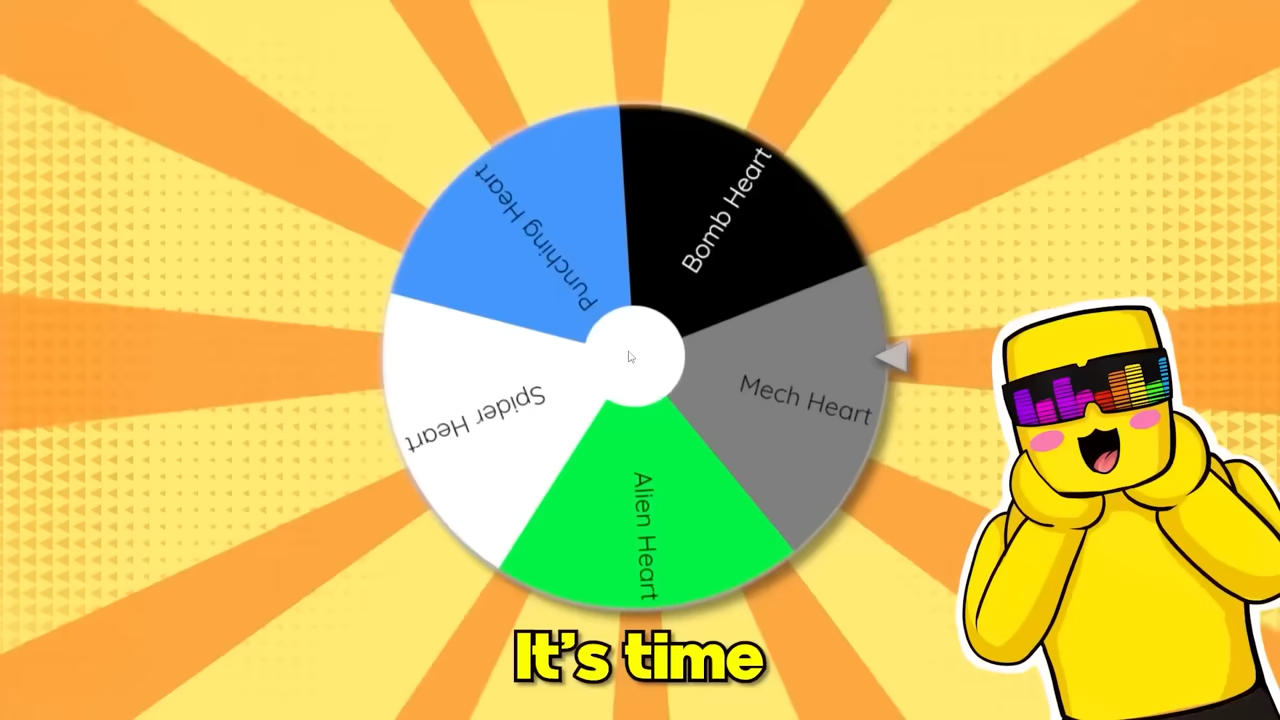 Punching Heart
Bomb Heart
Mech Heart
Spider Heart
Alien Heart
It's time